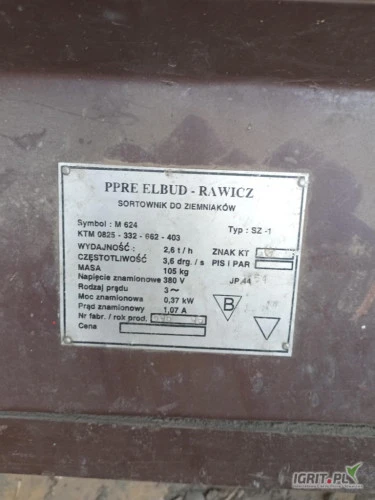 PPRE ELBUD - RAWICZ
SORTOWNIK DO ZIEMNIAKÓW
Symbol : M 624 Typ : SZ -1
KTM 0825 - 332 - 662 - 403
WYDAJNOŚĆ : 2,6 t / h ZNAK KT
CZĘSTOTLIWOŚĆ 3,6 drg. / s PIS i PAR
MASA 105 kg
Napięcie znamionowe 380 V JP 44
Rodzaj prądu 3 ~
Moc znamionowa 0,37 kW B
Prąd znamionowy 1,07 A
Nr fabr. / rok prod.
Cena
IGRIT.PL